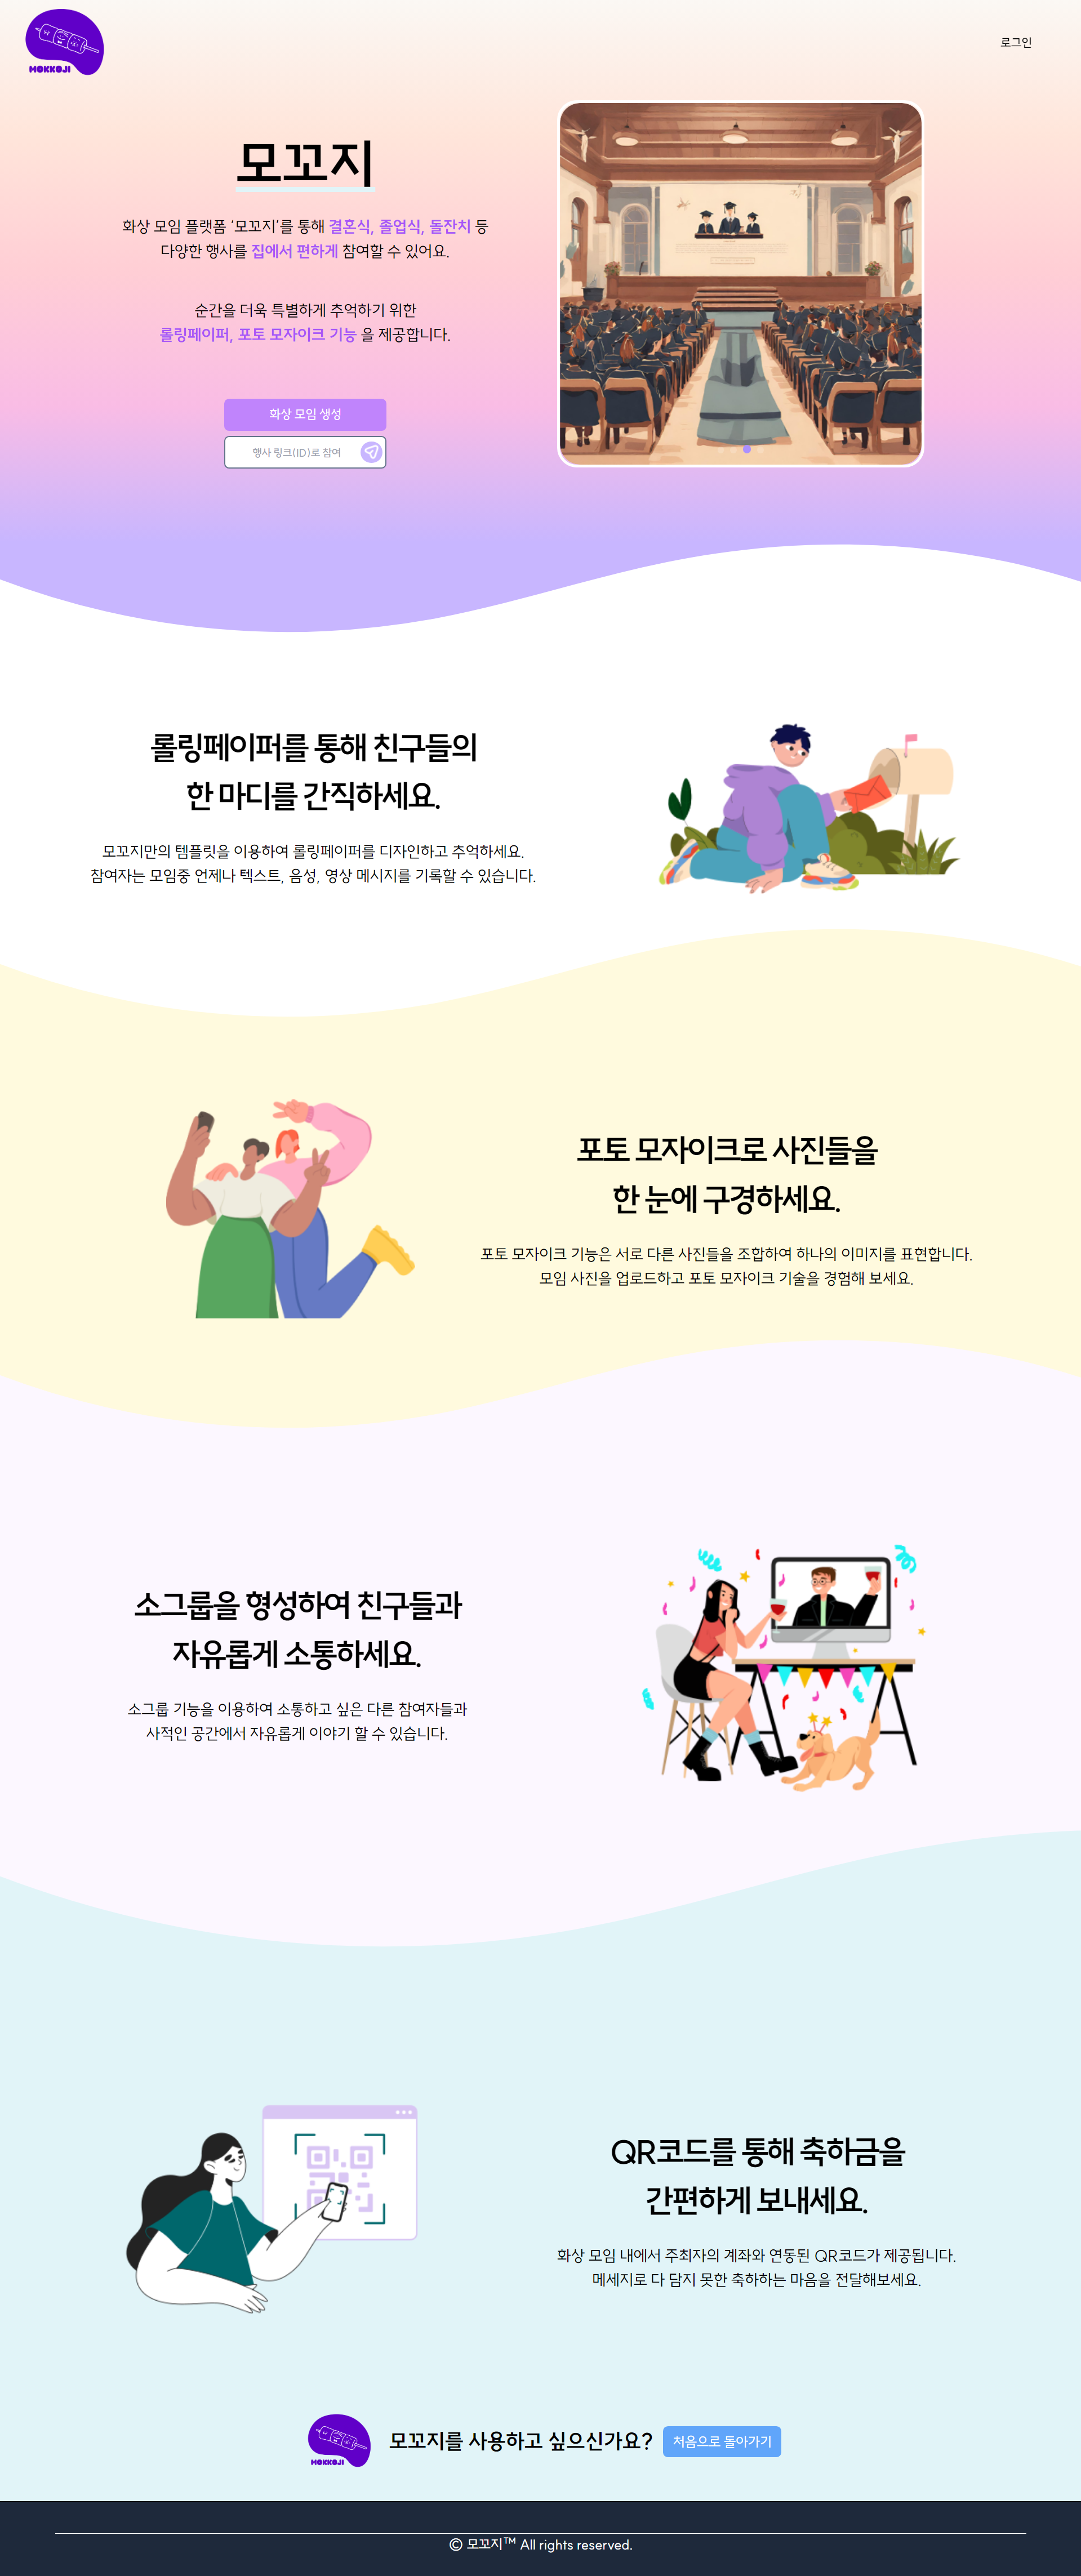 MOKKOJI
로그인
모꼬지
화상 모임 플랫폼 ‘모꼬지’를 통해 결혼식, 졸업식, 돌잔치 등
다양한 행사를 집에서 편하게 참여할 수 있어요.
순간을 더욱 특별하게 추억하기 위한
롤링페이퍼, 포토 모자이크 기능 을 제공합니다.
화상 모임 생성
행사 링크(ID)로 참여
롤링페이퍼를 통해 친구들의
한 마디를 간직하세요.
모꼬지만의 템플릿을 이용하여 롤링페이퍼를 디자인하고 추억하세요.
참여자는 모임중 언제나 텍스트, 음성, 영상 메시지를 기록할 수 있습니다.
포토 모자이크로 사진들을
한 눈에 구경하세요.
포토 모자이크 기능은 서로 다른 사진들을 조합하여 하나의 이미지를 표현합니다.
모임 사진을 업로드하고 포토 모자이크 기술을 경험해 보세요.
소그룹을 형성하여 친구들과
자유롭게 소통하세요.
소그룹 기능을 이용하여 소통하고 싶은 다른 참여자들과
사적인 공간에서 자유롭게 이야기 할 수 있습니다.
QR코드를 통해 축하금을
간편하게 보내세요.
화상 모임 내에서 주최자의 계좌와 연동된 QR코드가 제공됩니다.
메세지로 다 담지 못한 축하하는 마음을 전달해보세요.
MOKKOJI
모꼬지를 사용하고 싶으신가요?
처음으로 돌아가기
© 모꼬지™ All rights reserved.